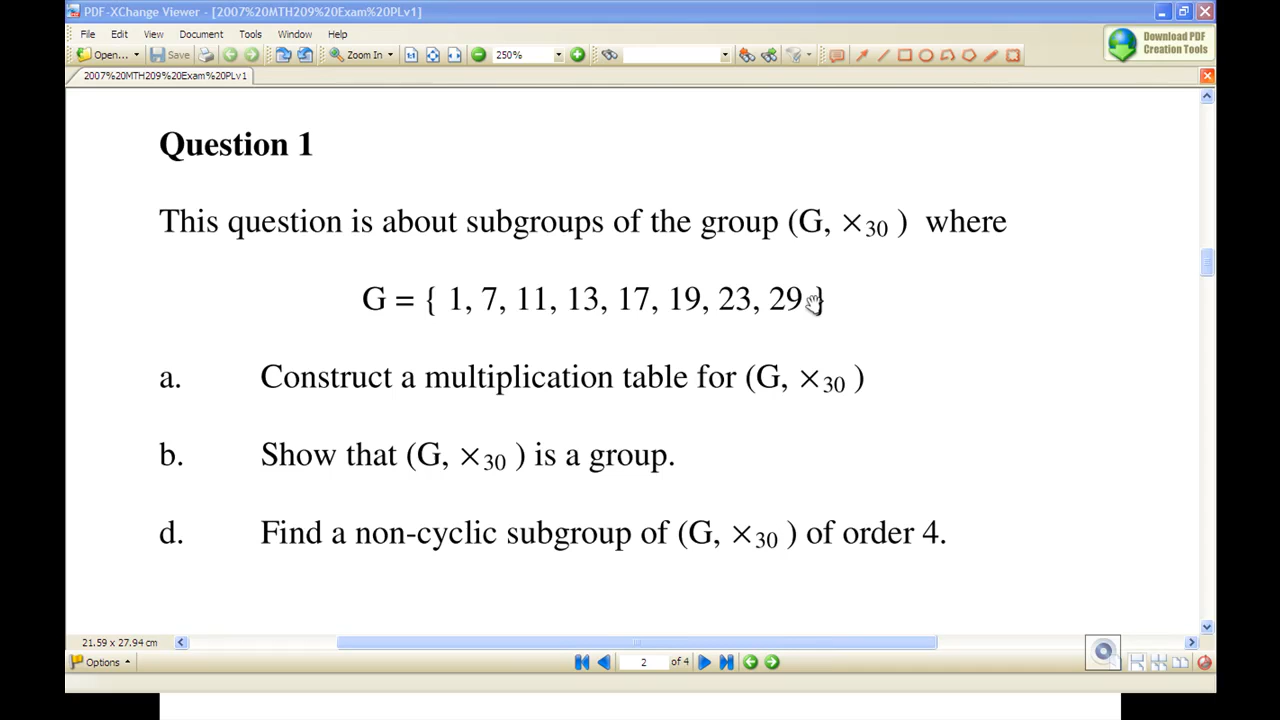 PDF-XChange Viewer - [2007%20MTH209%20Exam%20PLv1]
File Edit View Document Tools Window Help
Open... Save Zoom In 250% Download PDF Creation Tools
2007%20MTH209%20Exam%20PLv1
Question 1
This question is about subgroups of the group (G, ×₃₀ ) where
G = { 1, 7, 11, 13, 17, 19, 23, 29 }
a. Construct a multiplication table for (G, ×₃₀ )
b. Show that (G, ×₃₀ ) is a group.
d. Find a non-cyclic subgroup of (G, ×₃₀ ) of order 4.
21.59 x 27.94 cm
Options 2 of 4